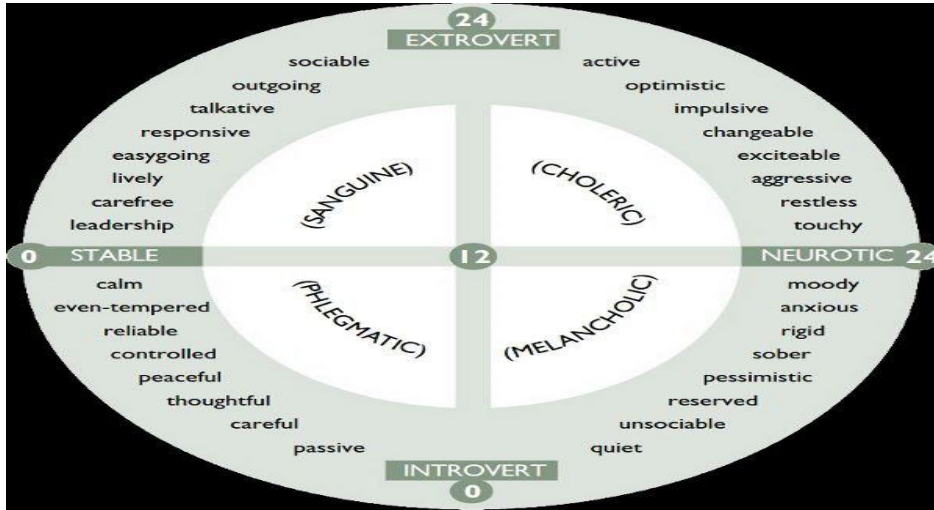 24
EXTROVERT
sociable
outgoing
talkative
responsive
easygoing
lively
carefree
leadership
active
optimistic
impulsive
changeable
exciteable
aggressive
restless
touchy
(SANGUINE)
(CHOLERIC)
0 STABLE
12
NEUROTIC 24
(PHLEGMATIC)
(MELANCHOLIC)
calm
even-tempered
reliable
controlled
peaceful
thoughtful
careful
passive
moody
anxious
rigid
sober
pessimistic
reserved
unsociable
quiet
INTROVERT
0